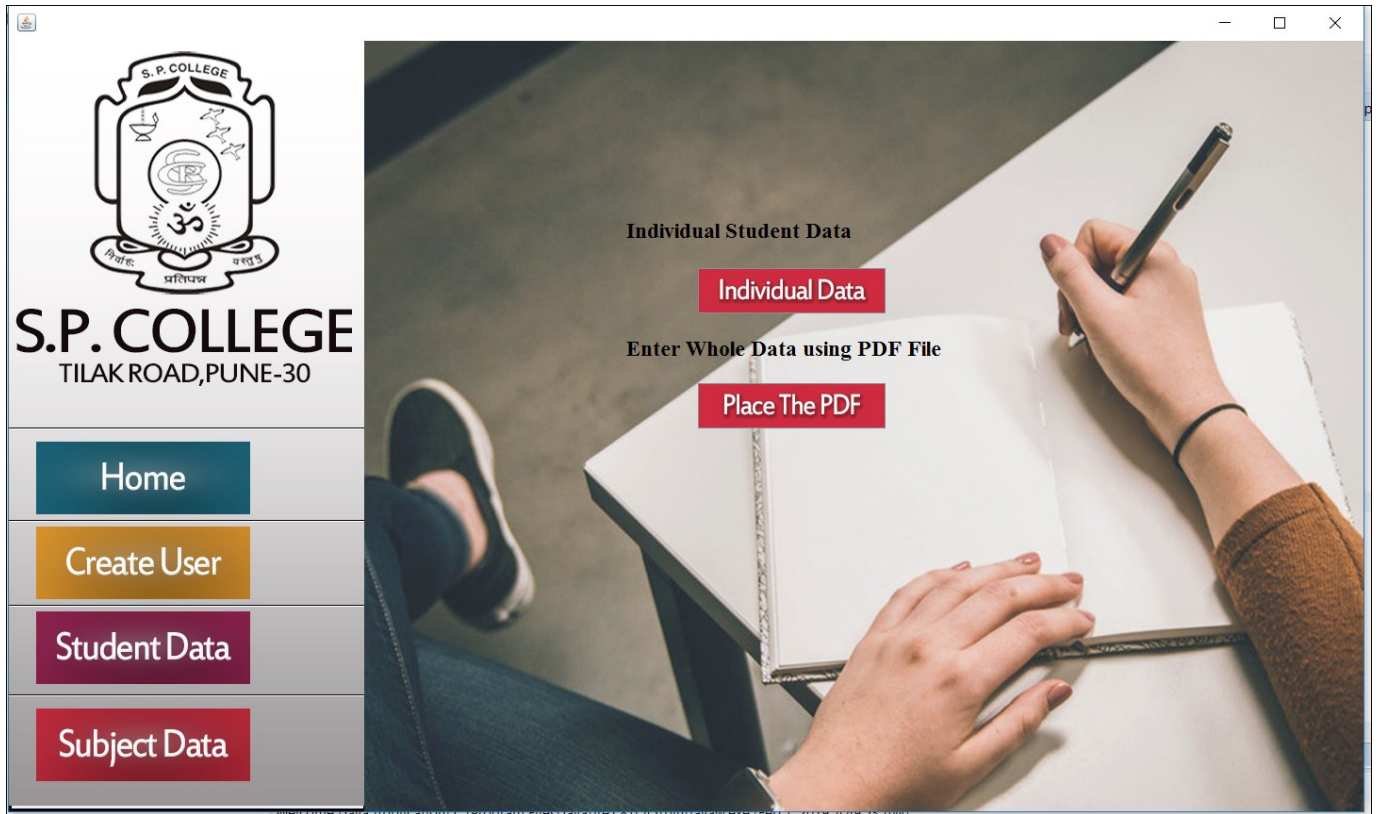 S. P. COLLEGE
ॐ
निर्वाहः
प्रतिपन्न
वस्तुषु
S.P. COLLEGE
TILAK ROAD,PUNE-30
Home
Create User
Student Data
Subject Data
Individual Student Data
Individual Data
Enter Whole Data using PDF File
Place The PDF